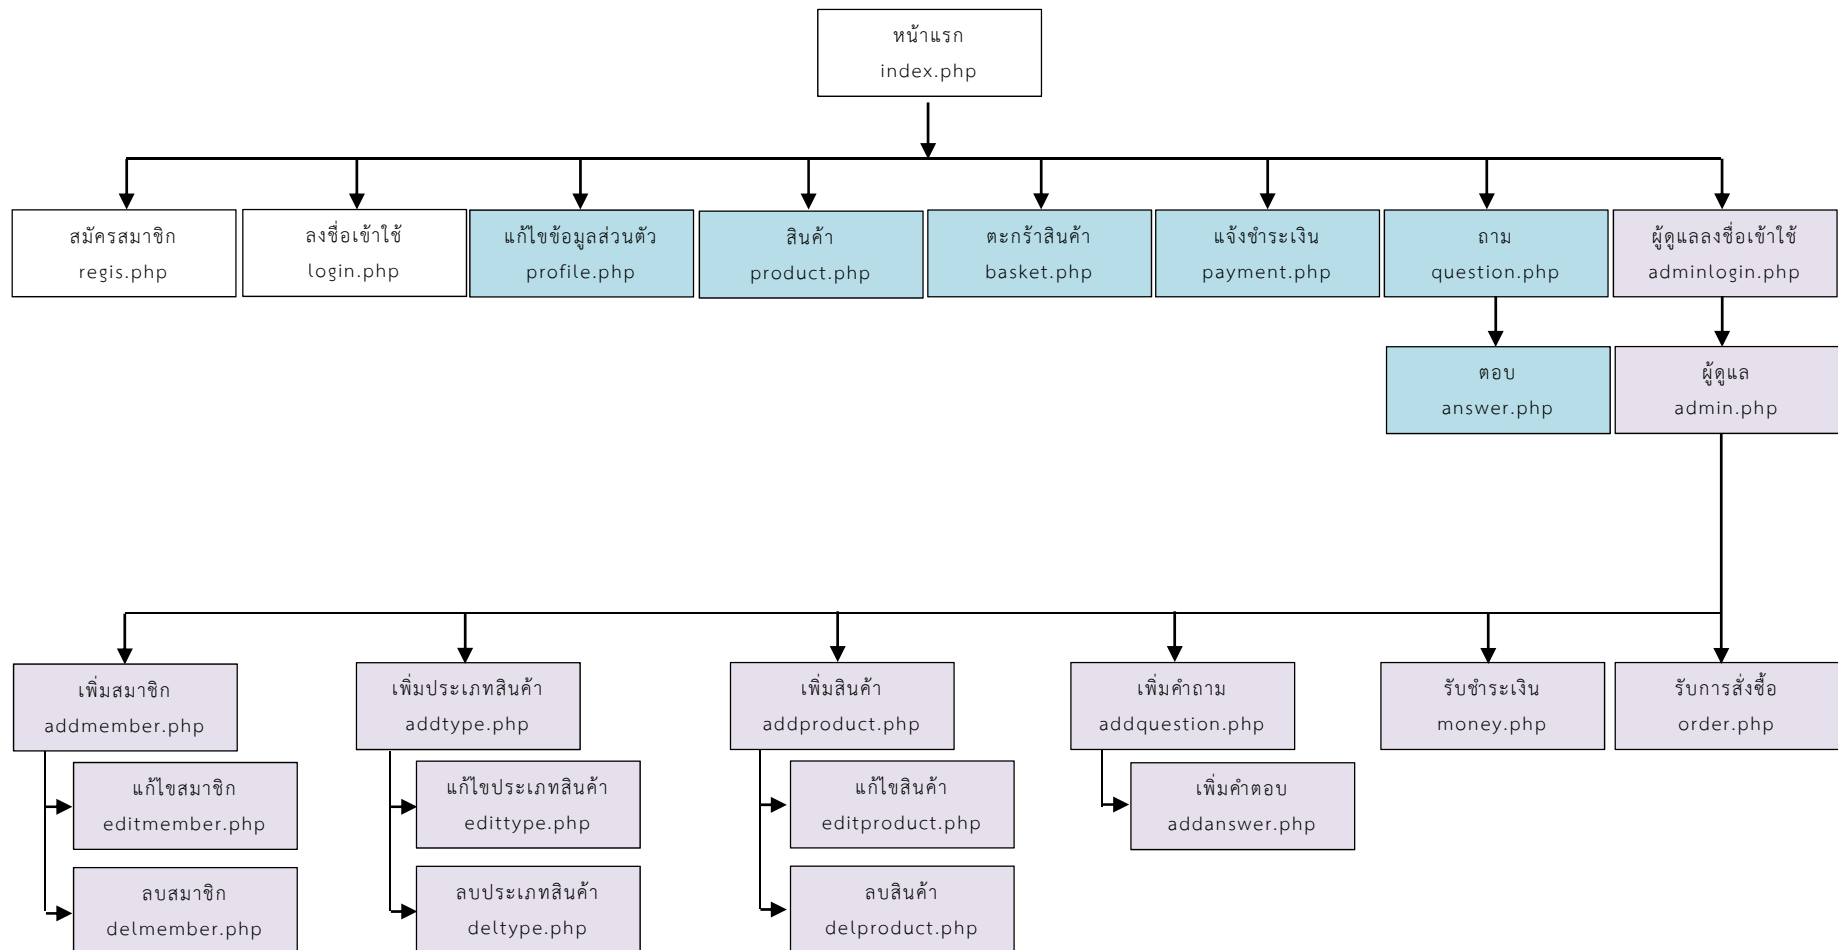 หน้าแรก
index.php
สมัครสมาชิก
regis.php
ลงชื่อเข้าใช้
login.php
แก้ไขข้อมูลส่วนตัว
profile.php
สินค้า
product.php
ตะกร้าสินค้า
basket.php
แจ้งชำระเงิน
payment.php
ถาม
question.php
ผู้ดูแลลงชื่อเข้าใช้
adminlogin.php
ตอบ
answer.php
ผู้ดูแล
admin.php
เพิ่มสมาชิก
addmember.php
เพิ่มประเภทสินค้า
addtype.php
เพิ่มสินค้า
addproduct.php
เพิ่มคำถาม
addquestion.php
รับชำระเงิน
money.php
รับการสั่งซื้อ
order.php
แก้ไขสมาชิก
editmember.php
แก้ไขประเภทสินค้า
edittype.php
แก้ไขสินค้า
editproduct.php
เพิ่มคำตอบ
addanswer.php
ลบสมาชิก
delmember.php
ลบประเภทสินค้า
deltype.php
ลบสินค้า
delproduct.php